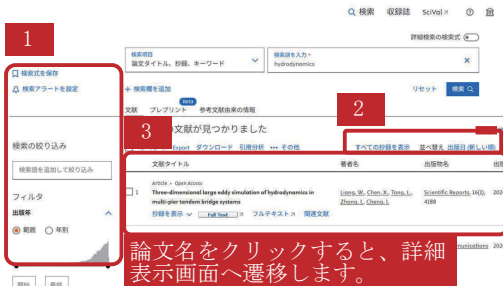 検索 収録誌 SciVal
詳細検索の検索式
1
検索項目
論文タイトル、抄録、キーワード
検索語を入力
hydrodynamics
検索式を保存
検索アラートを設定
+ 検索欄を追加
リセット 検索
Beta
文献 プレプリント 参考文献由来の情報
2
3
の文献が見つかりました
Export ダウンロード 引用分析 ••• その他
すべての抄録を表示 並べ替え 出版日(新しい順)
検索の絞り込み
検索語を追加して絞り込み
文献タイトル 著者名 出版物名
Article • Open Access
1 Three-dimensional large eddy simulation of hydrodynamics in
multi-pier tandem bridge systems
Liang, W., Chen, X., Tang, L.,
Zhang, L., Cheng, L.
Scientific Reports, 16(1),
4188
抄録を表示 Full Text フルテキスト 関連文献
フィルタ
出版年
範囲 年別
論文名をクリックすると、詳細
表示画面へ遷移します。
munications
開始 最終